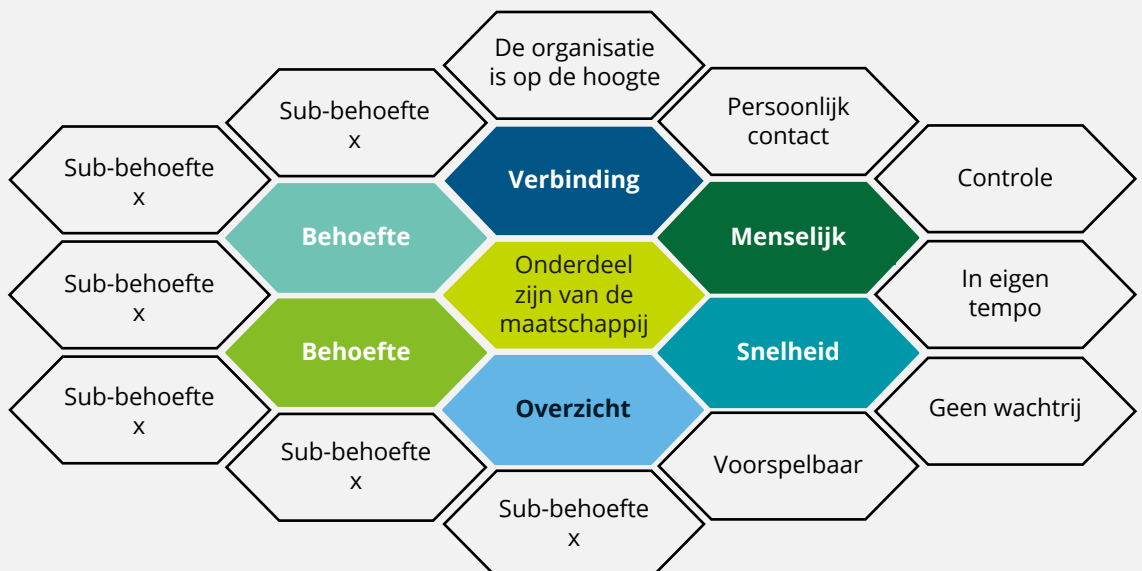 De organisatie
is op de hoogte
Sub-behoefte
x
Persoonlijk
contact
Sub-behoefte
x
Verbinding
Controle
Behoefte
Menselijk
Sub-behoefte
x
Onderdeel
zijn van de
maatschappij
In eigen
tempo
Behoefte
Snelheid
Sub-behoefte
x
Overzicht
Geen wachtrij
Sub-behoefte
x
Voorspelbaar
Sub-behoefte
x